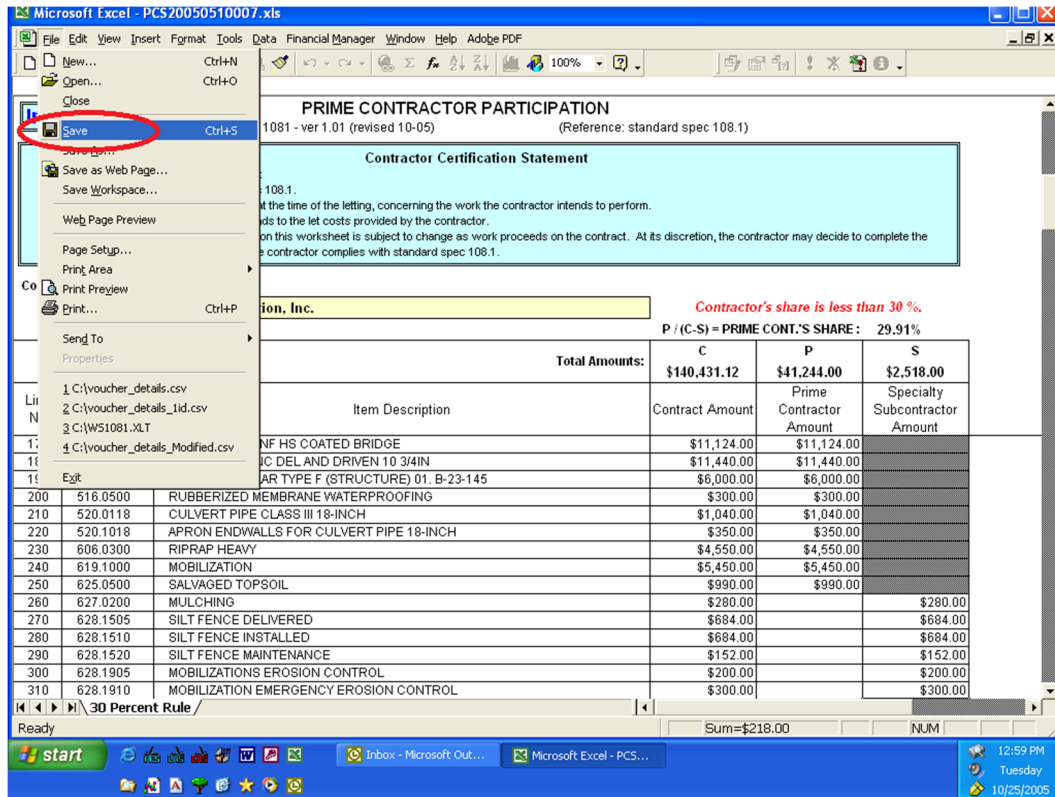 Microsoft Excel - PCS20050510007.xls
File Edit View Insert Format Tools Data Financial Manager Window Help Adobe PDF
100%
New... Ctrl+N
Open... Ctrl+O
Close
Save Ctrl+S
Save As...
Save as Web Page...
Save Workspace...
Web Page Preview
Page Setup...
Print Area
Print Preview
Print... Ctrl+P
Send To
Properties
1 C:\voucher_details.csv
2 C:\voucher_details_1id.csv
3 C:\WS1081.XLT
4 C:\voucher_details_Modified.csv
Exit
PRIME CONTRACTOR PARTICIPATION
1081 - ver 1.01 (revised 10-05) (Reference: standard spec 108.1)
Contractor Certification Statement
108.1.
at the time of the letting, concerning the work the contractor intends to perform.
nds to the let costs provided by the contractor.
on this worksheet is subject to change as work proceeds on the contract. At its discretion, the contractor may decide to complete the
e contractor complies with standard spec 108.1.
Co
tion, Inc.
Contractor's share is less than 30 %.
P / (C-S) = PRIME CONT.'S SHARE : 29.91%
Total Amounts: C P S
$140,431.12 $41,244.00 $2,518.00
Li
N
Item Description Contract Amount Prime Contractor Amount Specialty Subcontractor Amount
17 NF HS COATED BRIDGE $11,124.00 $11,124.00
18 NC DEL AND DRIVEN 10 3/4IN $11,440.00 $11,440.00
19 AR TYPE F (STRUCTURE) 01. B-23-145 $6,000.00 $6,000.00
200 516.0500 RUBBERIZED MEMBRANE WATERPROOFING $300.00 $300.00
210 520.0118 CULVERT PIPE CLASS III 18-INCH $1,040.00 $1,040.00
220 520.1018 APRON ENDWALLS FOR CULVERT PIPE 18-INCH $350.00 $350.00
230 606.0300 RIPRAP HEAVY $4,550.00 $4,550.00
240 619.1000 MOBILIZATION $5,450.00 $5,450.00
250 625.0500 SALVAGED TOPSOIL $990.00 $990.00
260 627.0200 MULCHING $280.00 $280.00
270 628.1505 SILT FENCE DELIVERED $684.00 $684.00
280 628.1510 SILT FENCE INSTALLED $684.00 $684.00
290 628.1520 SILT FENCE MAINTENANCE $152.00 $152.00
300 628.1905 MOBILIZATIONS EROSION CONTROL $200.00 $200.00
310 628.1910 MOBILIZATION EMERGENCY EROSION CONTROL $300.00 $300.00
30 Percent Rule
Ready Sum=$218.00 NUM
start Inbox - Microsoft Out... Microsoft Excel - PCS... 12:59 PM
Tuesday
10/25/2005